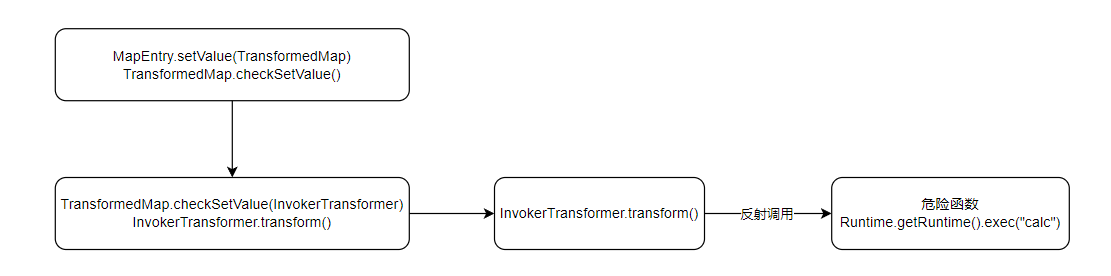 MapEntry.setValue(TransformedMap)
TransformedMap.checkSetValue()
TransformedMap.checkSetValue(InvokerTransformer)
InvokerTransformer.transform()
InvokerTransformer.transform()
反射调用
危险函数
Runtime.getRuntime().exec("calc")